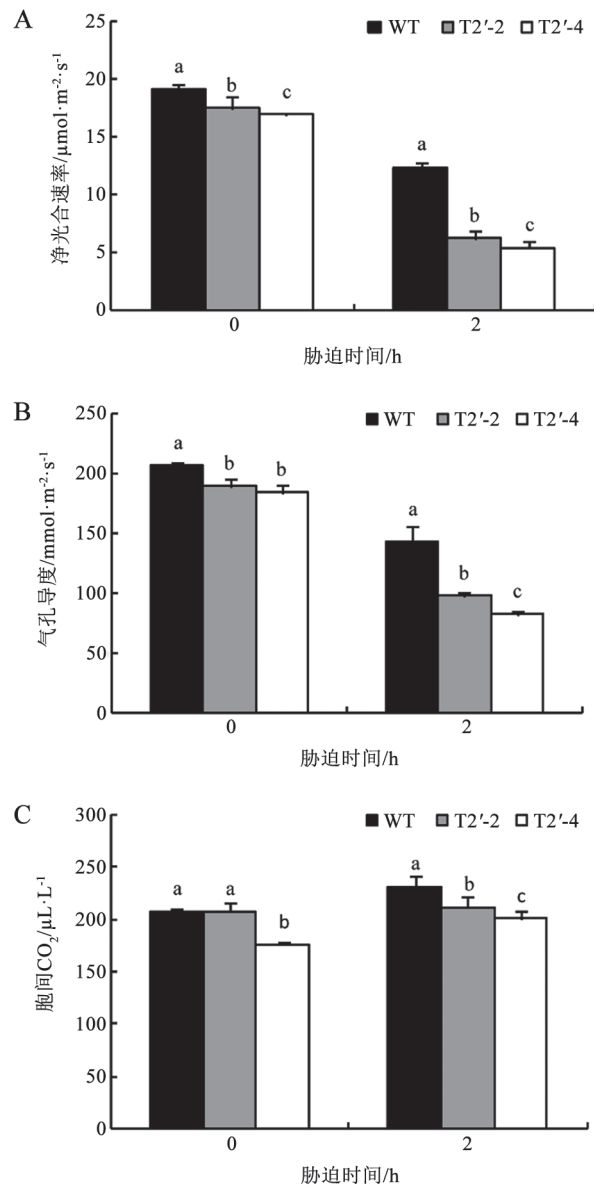 A
25
20
15
10
5
0
净光合速率/μmol·m⁻²·s⁻¹
WT T2′-2 T2′-4
a b c
a b c
0 2
胁迫时间/h
B
250
200
150
100
50
0
气孔导度/mmol·m⁻²·s⁻¹
WT T2′-2 T2′-4
a b b
a b c
0 2
胁迫时间/h
C
300
250
200
150
100
50
0
胞间CO₂/μL·L⁻¹
WT T2′-2 T2′-4
a a b
a b c
0 2
胁迫时间/h